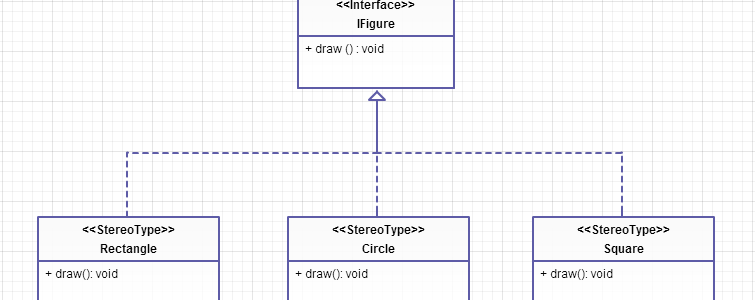 <<Interface>>
IFigure
+ draw () : void
<<StereoType>>
Rectangle
+ draw(): void
<<StereoType>>
Circle
+ draw(): void
<<StereoType>>
Square
+ draw(): void